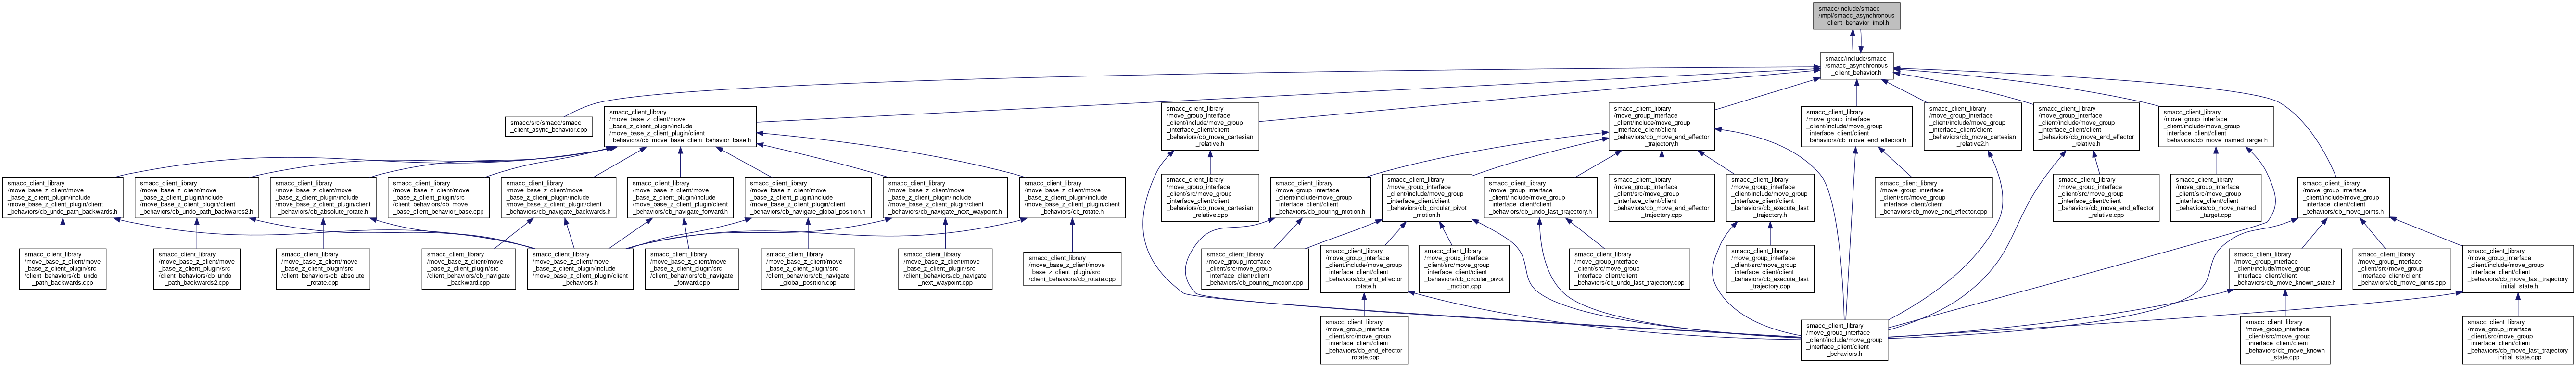 smacc/include/smacc
/impl/smacc_asynchronous
_client_behavior_impl.h
smacc/include/smacc
/smacc_asynchronous
_client_behavior.h
smacc/src/smacc/smacc
_client_async_behavior.cpp
smacc_client_library
/move_base_z_client/move
_base_z_client_plugin/include
/move_base_z_client_plugin/client
_behaviors/cb_move_base_client_behavior_base.h
smacc_client_library
/move_group_interface
_client/include/move_group
_interface_client/client
_behaviors/cb_move_cartesian
_relative.h
smacc_client_library
/move_group_interface
_client/include/move_group
_interface_client/client
_behaviors/cb_move_end_effector
_trajectory.h
smacc_client_library
/move_group_interface
_client/include/move_group
_interface_client/client
_behaviors/cb_move_end_effector.h
smacc_client_library
/move_group_interface
_client/include/move_group
_interface_client/client
_behaviors/cb_move_cartesian
_relative2.h
smacc_client_library
/move_group_interface
_client/include/move_group
_interface_client/client
_behaviors/cb_move_end_effector
_relative.h
smacc_client_library
/move_group_interface
_client/include/move_group
_interface_client/client
_behaviors/cb_move_named_target.h
smacc_client_library
/move_base_z_client/move
_base_z_client_plugin/include
/move_base_z_client_plugin/client
_behaviors/cb_undo_path_backwards.h
smacc_client_library
/move_base_z_client/move
_base_z_client_plugin/include
/move_base_z_client_plugin/client
_behaviors/cb_undo_path_backwards2.h
smacc_client_library
/move_base_z_client/move
_base_z_client_plugin/include
/move_base_z_client_plugin/client
_behaviors/cb_absolute_rotate.h
smacc_client_library
/move_base_z_client/move
_base_z_client_plugin/src
/client_behaviors/cb_move
_base_client_behavior_base.cpp
smacc_client_library
/move_base_z_client/move
_base_z_client_plugin/include
/move_base_z_client_plugin/client
_behaviors/cb_navigate_backwards.h
smacc_client_library
/move_base_z_client/move
_base_z_client_plugin/include
/move_base_z_client_plugin/client
_behaviors/cb_navigate_forward.h
smacc_client_library
/move_base_z_client/move
_base_z_client_plugin/include
/move_base_z_client_plugin/client
_behaviors/cb_navigate_global_position.h
smacc_client_library
/move_base_z_client/move
_base_z_client_plugin/include
/move_base_z_client_plugin/client
_behaviors/cb_navigate_next_waypoint.h
smacc_client_library
/move_base_z_client/move
_base_z_client_plugin/include
/move_base_z_client_plugin/client
_behaviors/cb_rotate.h
smacc_client_library
/move_group_interface
_client/src/move_group
_interface_client/client
_behaviors/cb_move_cartesian
_relative.cpp
smacc_client_library
/move_group_interface
_client/include/move_group
_interface_client/client
_behaviors/cb_pouring_motion.h
smacc_client_library
/move_group_interface
_client/include/move_group
_interface_client/client
_behaviors/cb_circular_pivot
_motion.h
smacc_client_library
/move_group_interface
_client/include/move_group
_interface_client/client
_behaviors/cb_undo_last_trajectory.h
smacc_client_library
/move_group_interface
_client/src/move_group
_interface_client/client
_behaviors/cb_move_end_effector
_trajectory.cpp
smacc_client_library
/move_group_interface
_client/include/move_group
_interface_client/client
_behaviors/cb_execute_last
_trajectory.h
smacc_client_library
/move_group_interface
_client/src/move_group
_interface_client/client
_behaviors/cb_move_end_effector.cpp
smacc_client_library
/move_group_interface
_client/src/move_group
_interface_client/client
_behaviors/cb_move_end_effector
_relative.cpp
smacc_client_library
/move_group_interface
_client/src/move_group
_interface_client/client
_behaviors/cb_move_named
_target.cpp
smacc_client_library
/move_group_interface
_client/include/move_group
_interface_client/client
_behaviors/cb_move_joints.h
smacc_client_library
/move_base_z_client/move
_base_z_client_plugin/src
/client_behaviors/cb_undo
_path_backwards.cpp
smacc_client_library
/move_base_z_client/move
_base_z_client_plugin/src
/client_behaviors/cb_undo
_path_backwards2.cpp
smacc_client_library
/move_base_z_client/move
_base_z_client_plugin/src
/client_behaviors/cb_absolute
_rotate.cpp
smacc_client_library
/move_base_z_client/move
_base_z_client_plugin/src
/client_behaviors/cb_navigate
_backward.cpp
smacc_client_library
/move_base_z_client/move
_base_z_client_plugin/include
/move_base_z_client_plugin/client
_behaviors.h
smacc_client_library
/move_base_z_client/move
_base_z_client_plugin/src
/client_behaviors/cb_navigate
_forward.cpp
smacc_client_library
/move_base_z_client/move
_base_z_client_plugin/src
/client_behaviors/cb_navigate
_global_position.cpp
smacc_client_library
/move_base_z_client/move
_base_z_client_plugin/src
/client_behaviors/cb_navigate
_next_waypoint.cpp
smacc_client_library
/move_base_z_client/move
_base_z_client_plugin/src
/client_behaviors/cb_rotate.cpp
smacc_client_library
/move_group_interface
_client/src/move_group
_interface_client/client
_behaviors/cb_pouring_motion.cpp
smacc_client_library
/move_group_interface
_client/include/move_group
_interface_client/client
_behaviors/cb_end_effector
_rotate.h
smacc_client_library
/move_group_interface
_client/src/move_group
_interface_client/client
_behaviors/cb_circular_pivot
_motion.cpp
smacc_client_library
/move_group_interface
_client/src/move_group
_interface_client/client
_behaviors/cb_undo_last_trajectory.cpp
smacc_client_library
/move_group_interface
_client/src/move_group
_interface_client/client
_behaviors/cb_execute_last
_trajectory.cpp
smacc_client_library
/move_group_interface
_client/include/move_group
_interface_client/client
_behaviors/cb_move_known_state.h
smacc_client_library
/move_group_interface
_client/src/move_group
_interface_client/client
_behaviors/cb_move_joints.cpp
smacc_client_library
/move_group_interface
_client/include/move_group
_interface_client/client
_behaviors/cb_move_last_trajectory
_initial_state.h
smacc_client_library
/move_group_interface
_client/src/move_group
_interface_client/client
_behaviors/cb_end_effector
_rotate.cpp
smacc_client_library
/move_group_interface
_client/include/move_group
_interface_client/client
_behaviors.h
smacc_client_library
/move_group_interface
_client/src/move_group
_interface_client/client
_behaviors/cb_move_known
_state.cpp
smacc_client_library
/move_group_interface
_client/src/move_group
_interface_client/client
_behaviors/cb_move_last_trajectory
_initial_state.cpp